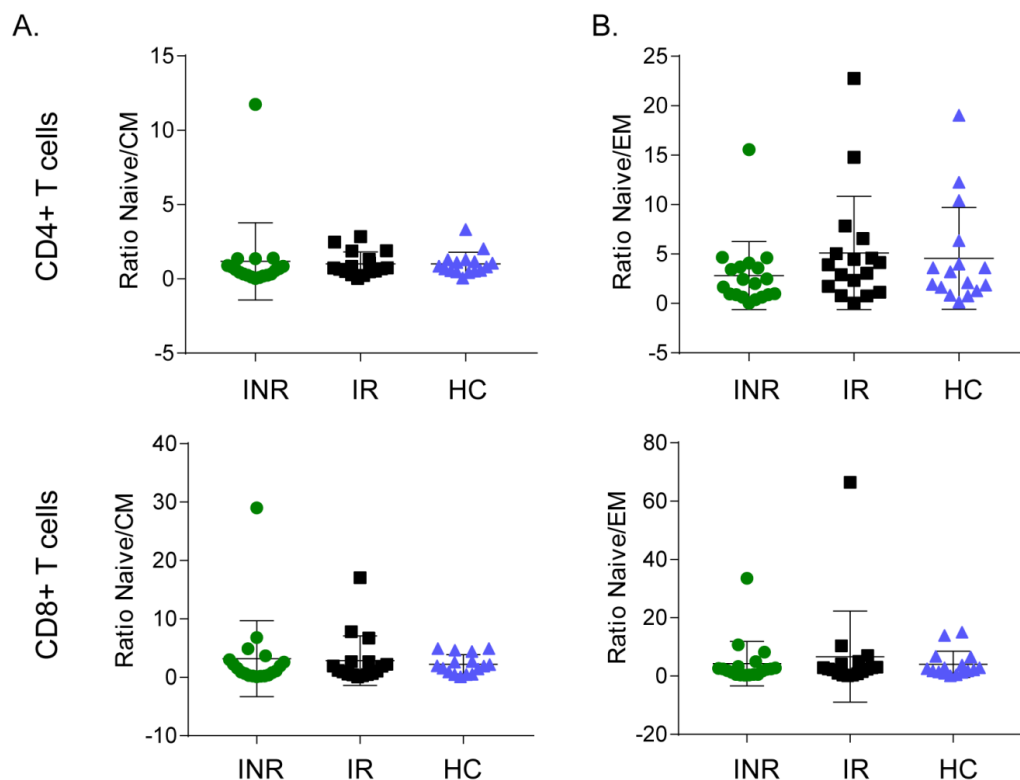 A.
B.
CD4+ T cells
Ratio Naive/CM
15
10
5
0
-5
INR IR HC
Ratio Naive/EM
25
20
15
10
5
0
-5
INR IR HC
CD8+ T cells
Ratio Naive/CM
40
30
20
10
0
-10
INR IR HC
Ratio Naive/EM
80
60
40
20
0
-20
INR IR HC